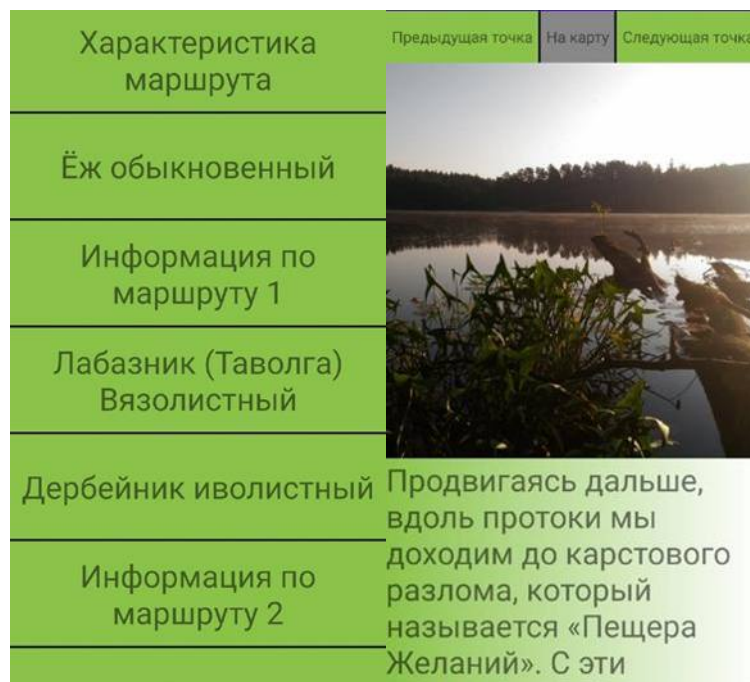 Характеристика
маршрута
Ёж обыкновенный
Информация по
маршруту 1
Лабазник (Таволга)
Вязолистный
Дербейник иволистный
Информация по
маршруту 2
Предыдущая точка
На карту
Следующая точка
Продвигаясь дальше,
вдоль протоки мы
доходим до карстового
разлома, который
называется «Пещера
Желаний». С эти